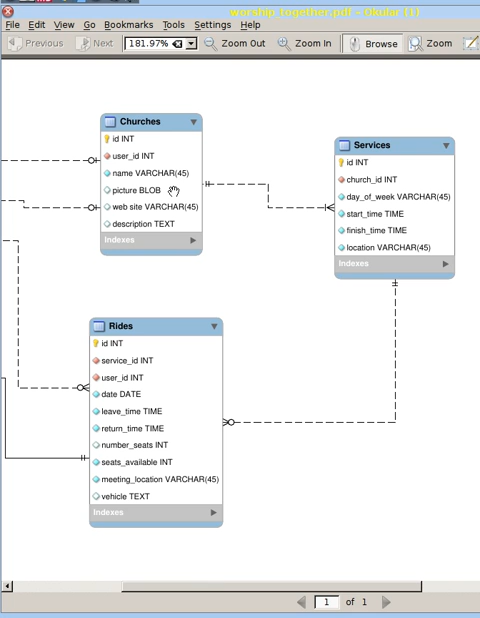 worship_together.pdf - Okular (1)
File Edit View Go Bookmarks Tools Settings Help
Previous Next 181.97% Zoom Out Zoom In Browse Zoom
Churches
id INT
user_id INT
name VARCHAR(45)
picture BLOB
web site VARCHAR(45)
description TEXT
Indexes
Services
id INT
church_id INT
day_of_week VARCHAR(45)
start_time TIME
finish_time TIME
location VARCHAR(45)
Indexes
Rides
id INT
service_id INT
user_id INT
date DATE
leave_time TIME
return_time TIME
number_seats INT
seats_available INT
meeting_location VARCHAR(45)
vehicle TEXT
Indexes
1 of 1